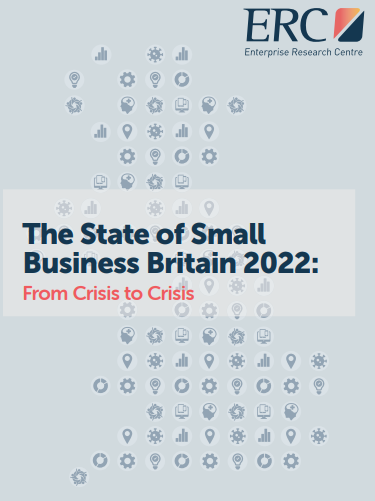 ERC
Enterprise Research Centre
The State of Small
Business Britain 2022:
From Crisis to Crisis